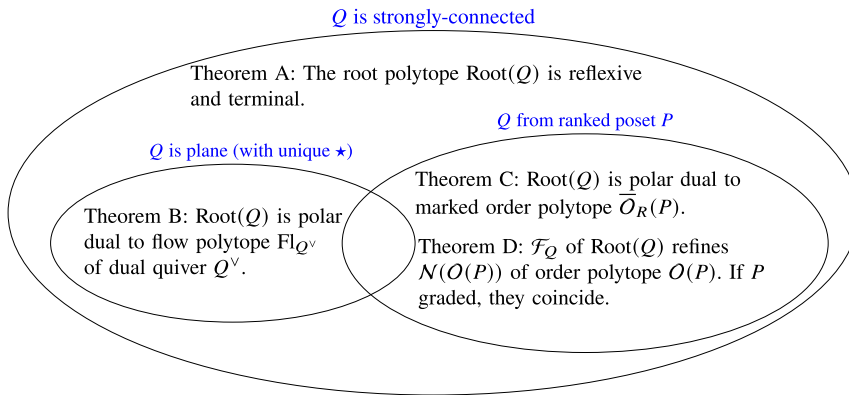 Q is strongly-connected
Theorem A: The root polytope Root(Q) is reflexive
and terminal.
Q from ranked poset P
Q is plane (with unique ★)
Theorem C: Root(Q) is polar dual to
marked order polytope 𝒪̅_R(P).
Theorem B: Root(Q) is polar
dual to flow polytope Fl_{Q^∨}
of dual quiver Q^∨.
Theorem D: ℱ_Q of Root(Q) refines
𝒩(𝒪(P)) of order polytope 𝒪(P). If P
graded, they coincide.